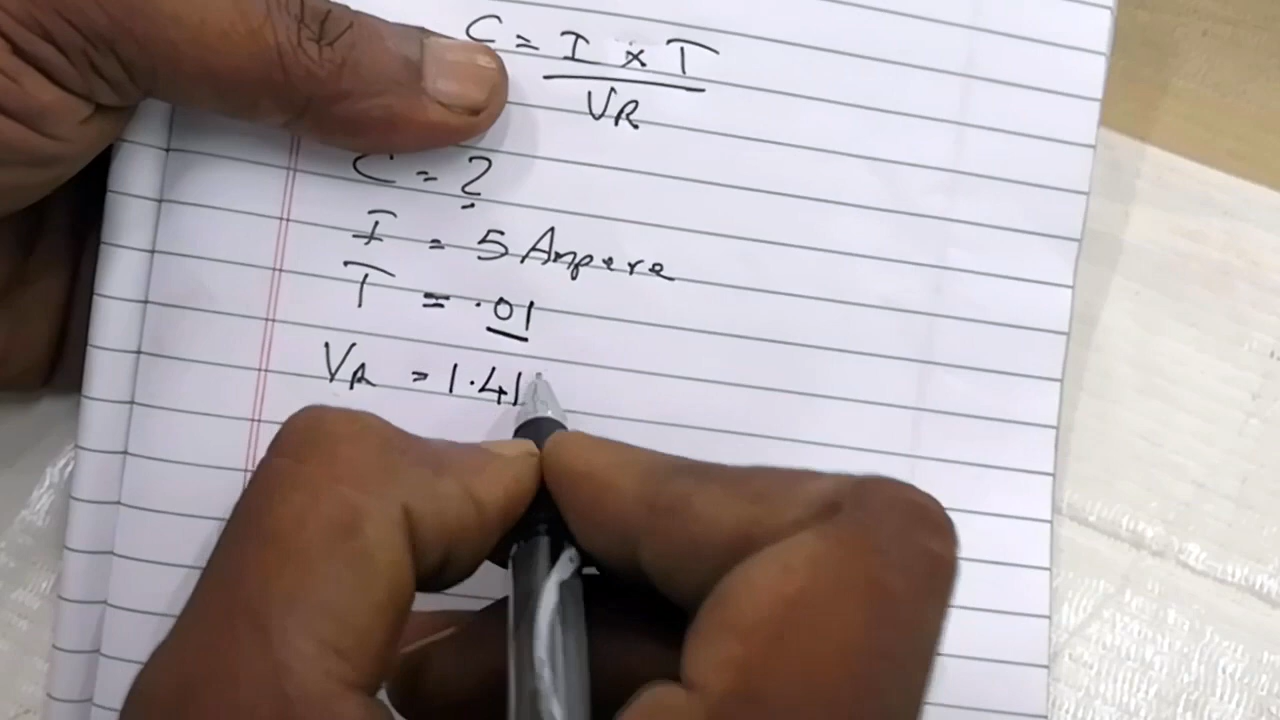 C = I x T
VR
C = ?
I = 5 Ampere
T = .01
VR = 1.41